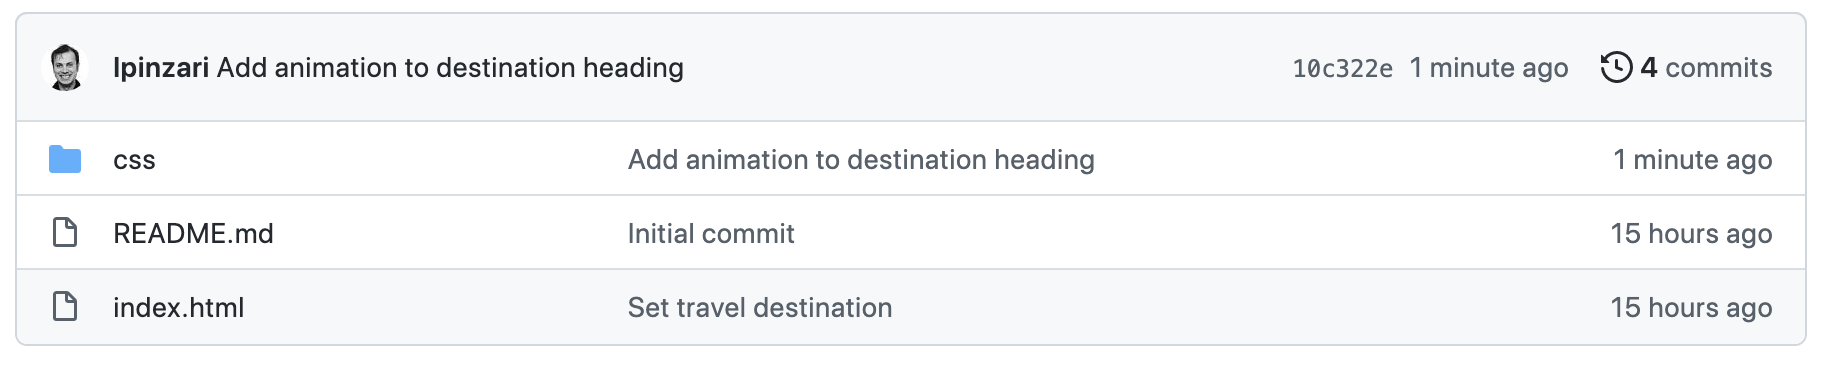 lpinzari Add animation to destination heading 10c322e 1 minute ago 4 commits
css Add animation to destination heading 1 minute ago
README.md Initial commit 15 hours ago
index.html Set travel destination 15 hours ago